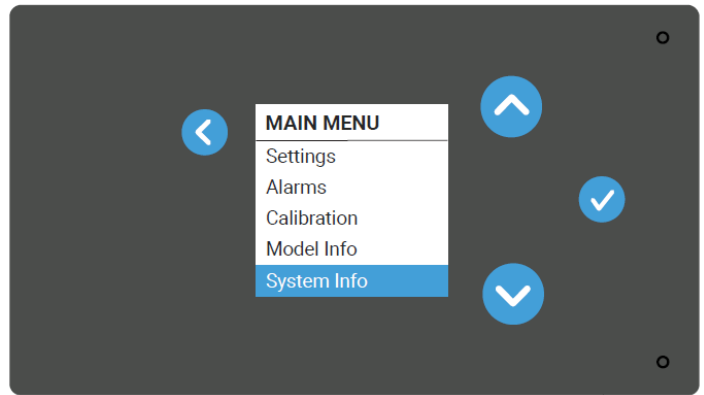 MAIN MENU
Settings
Alarms
Calibration
Model Info
System Info